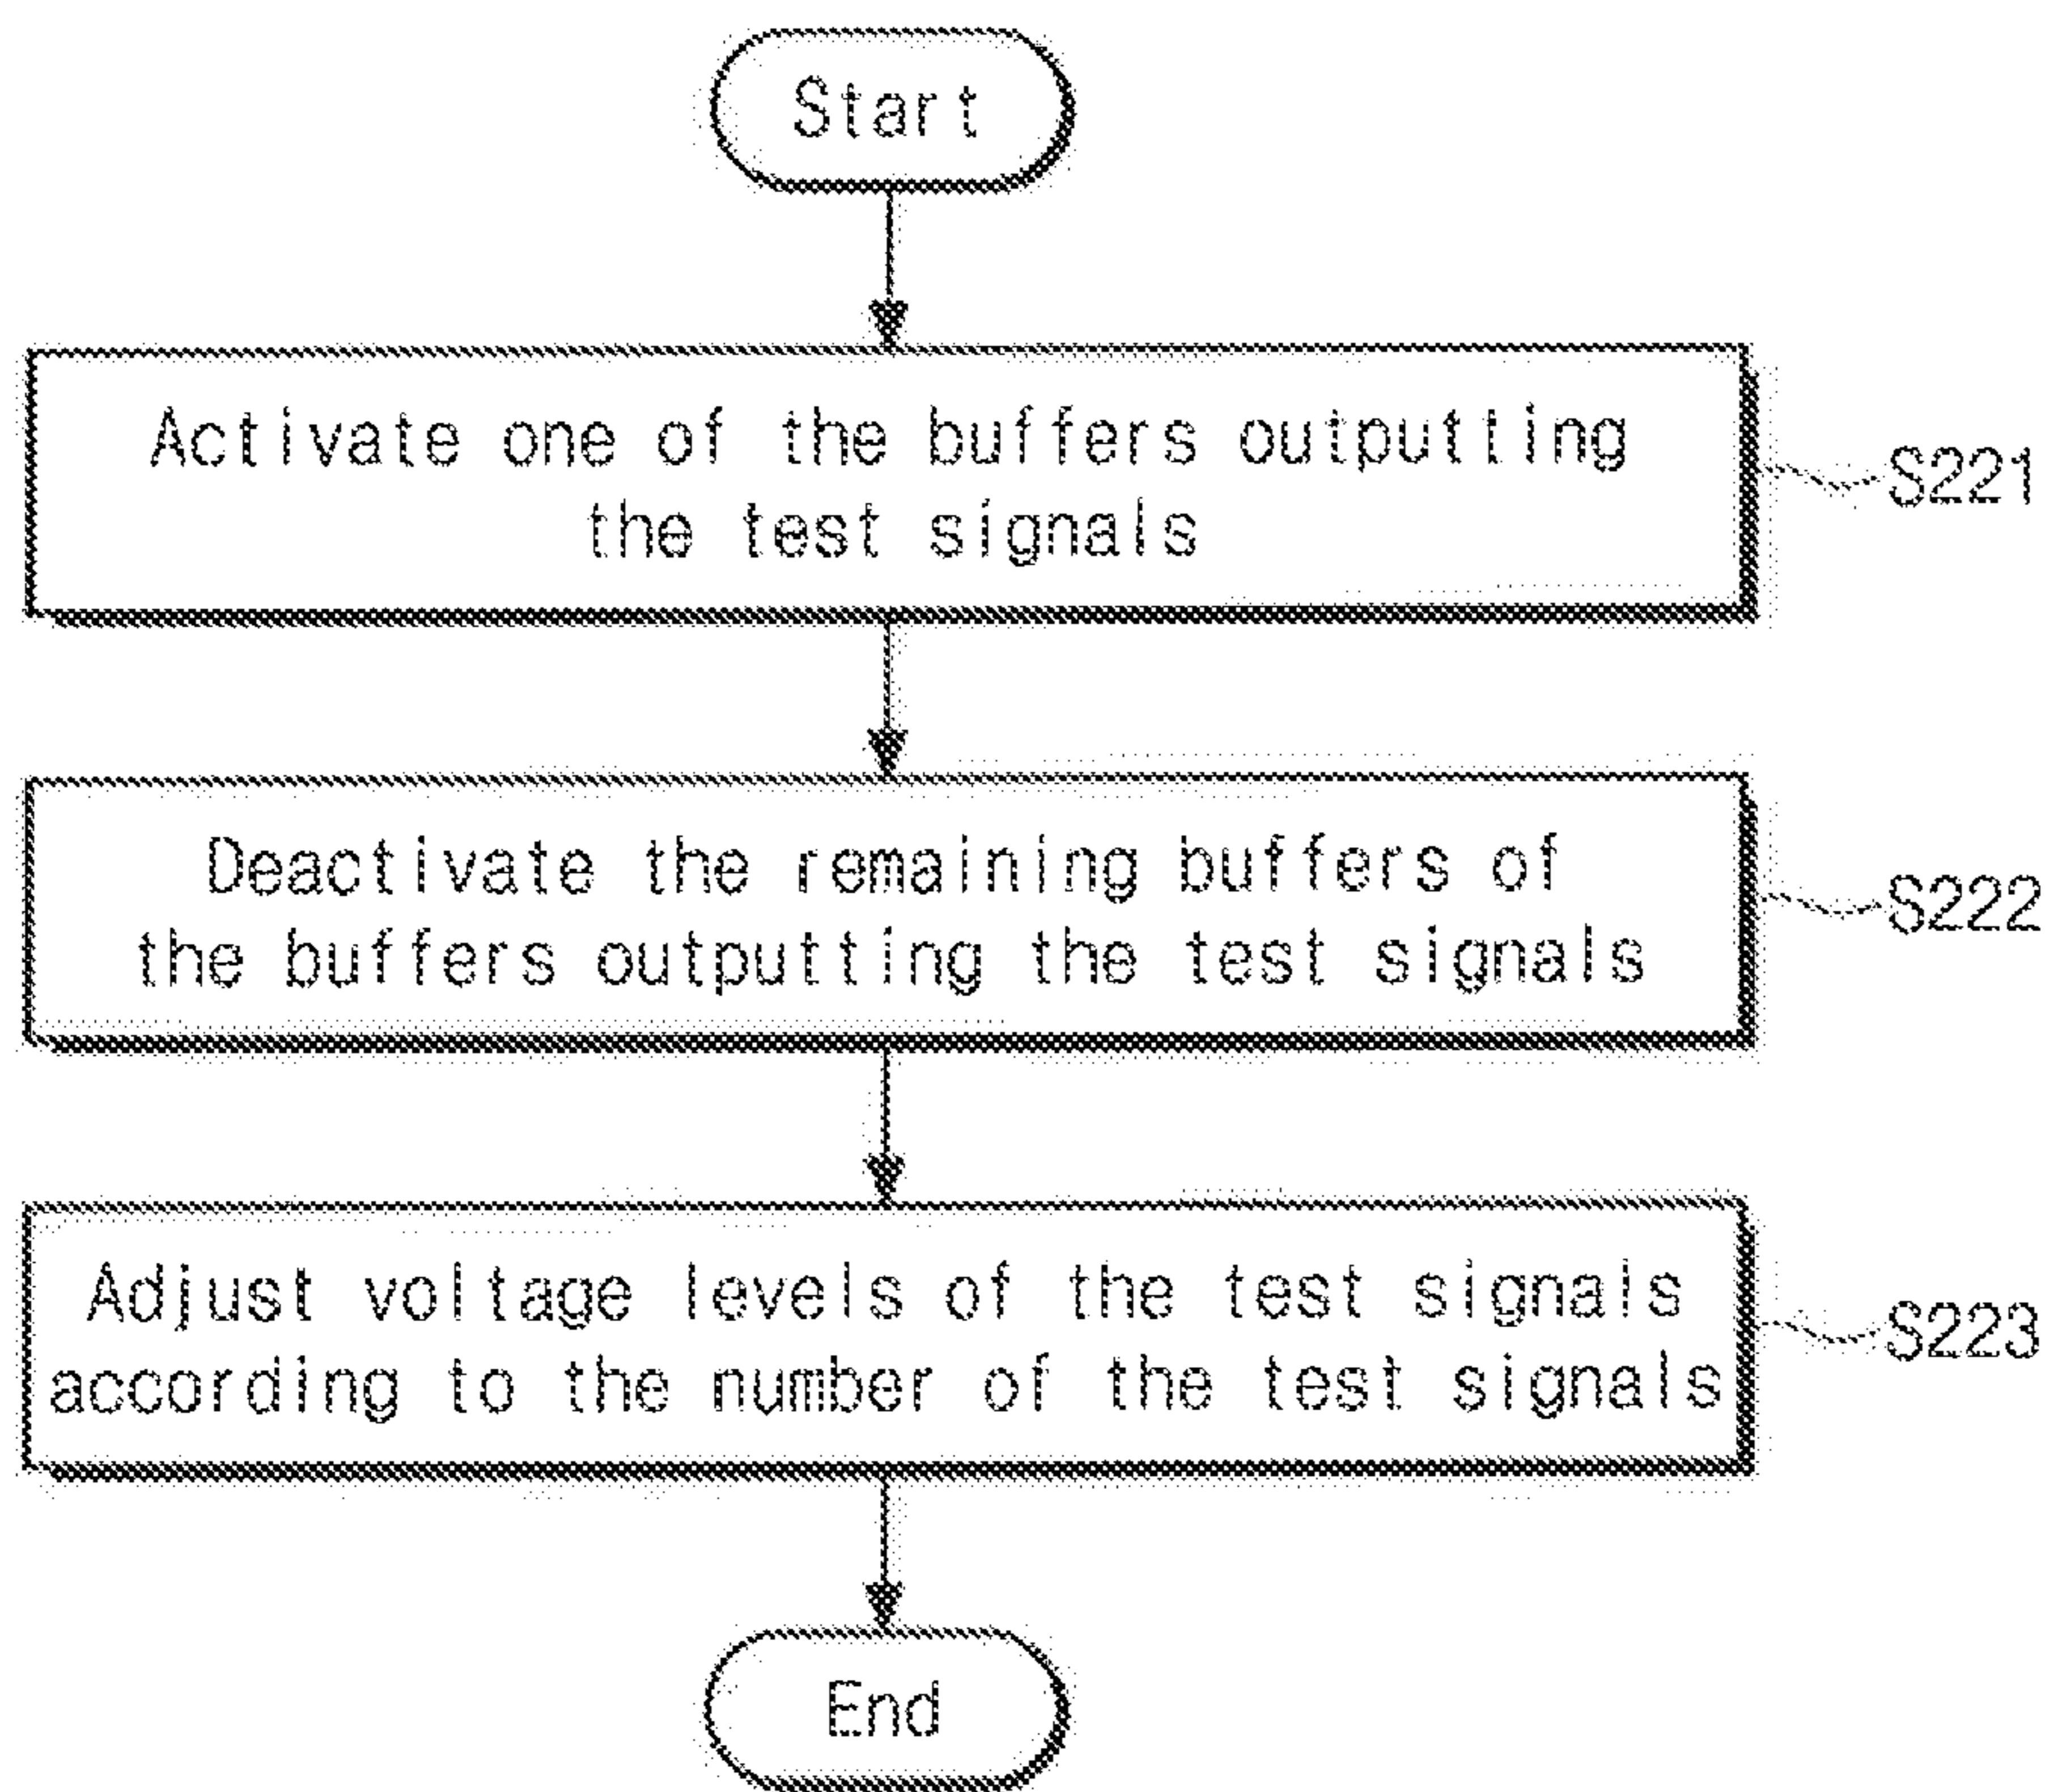 Start
Activate one of the buffers outputting
the test signals
S221
Deactivate the remaining buffers of
the buffers outputting the test signals
S222
Adjust voltage levels of the test signals
according to the number of the test signals
S223
End